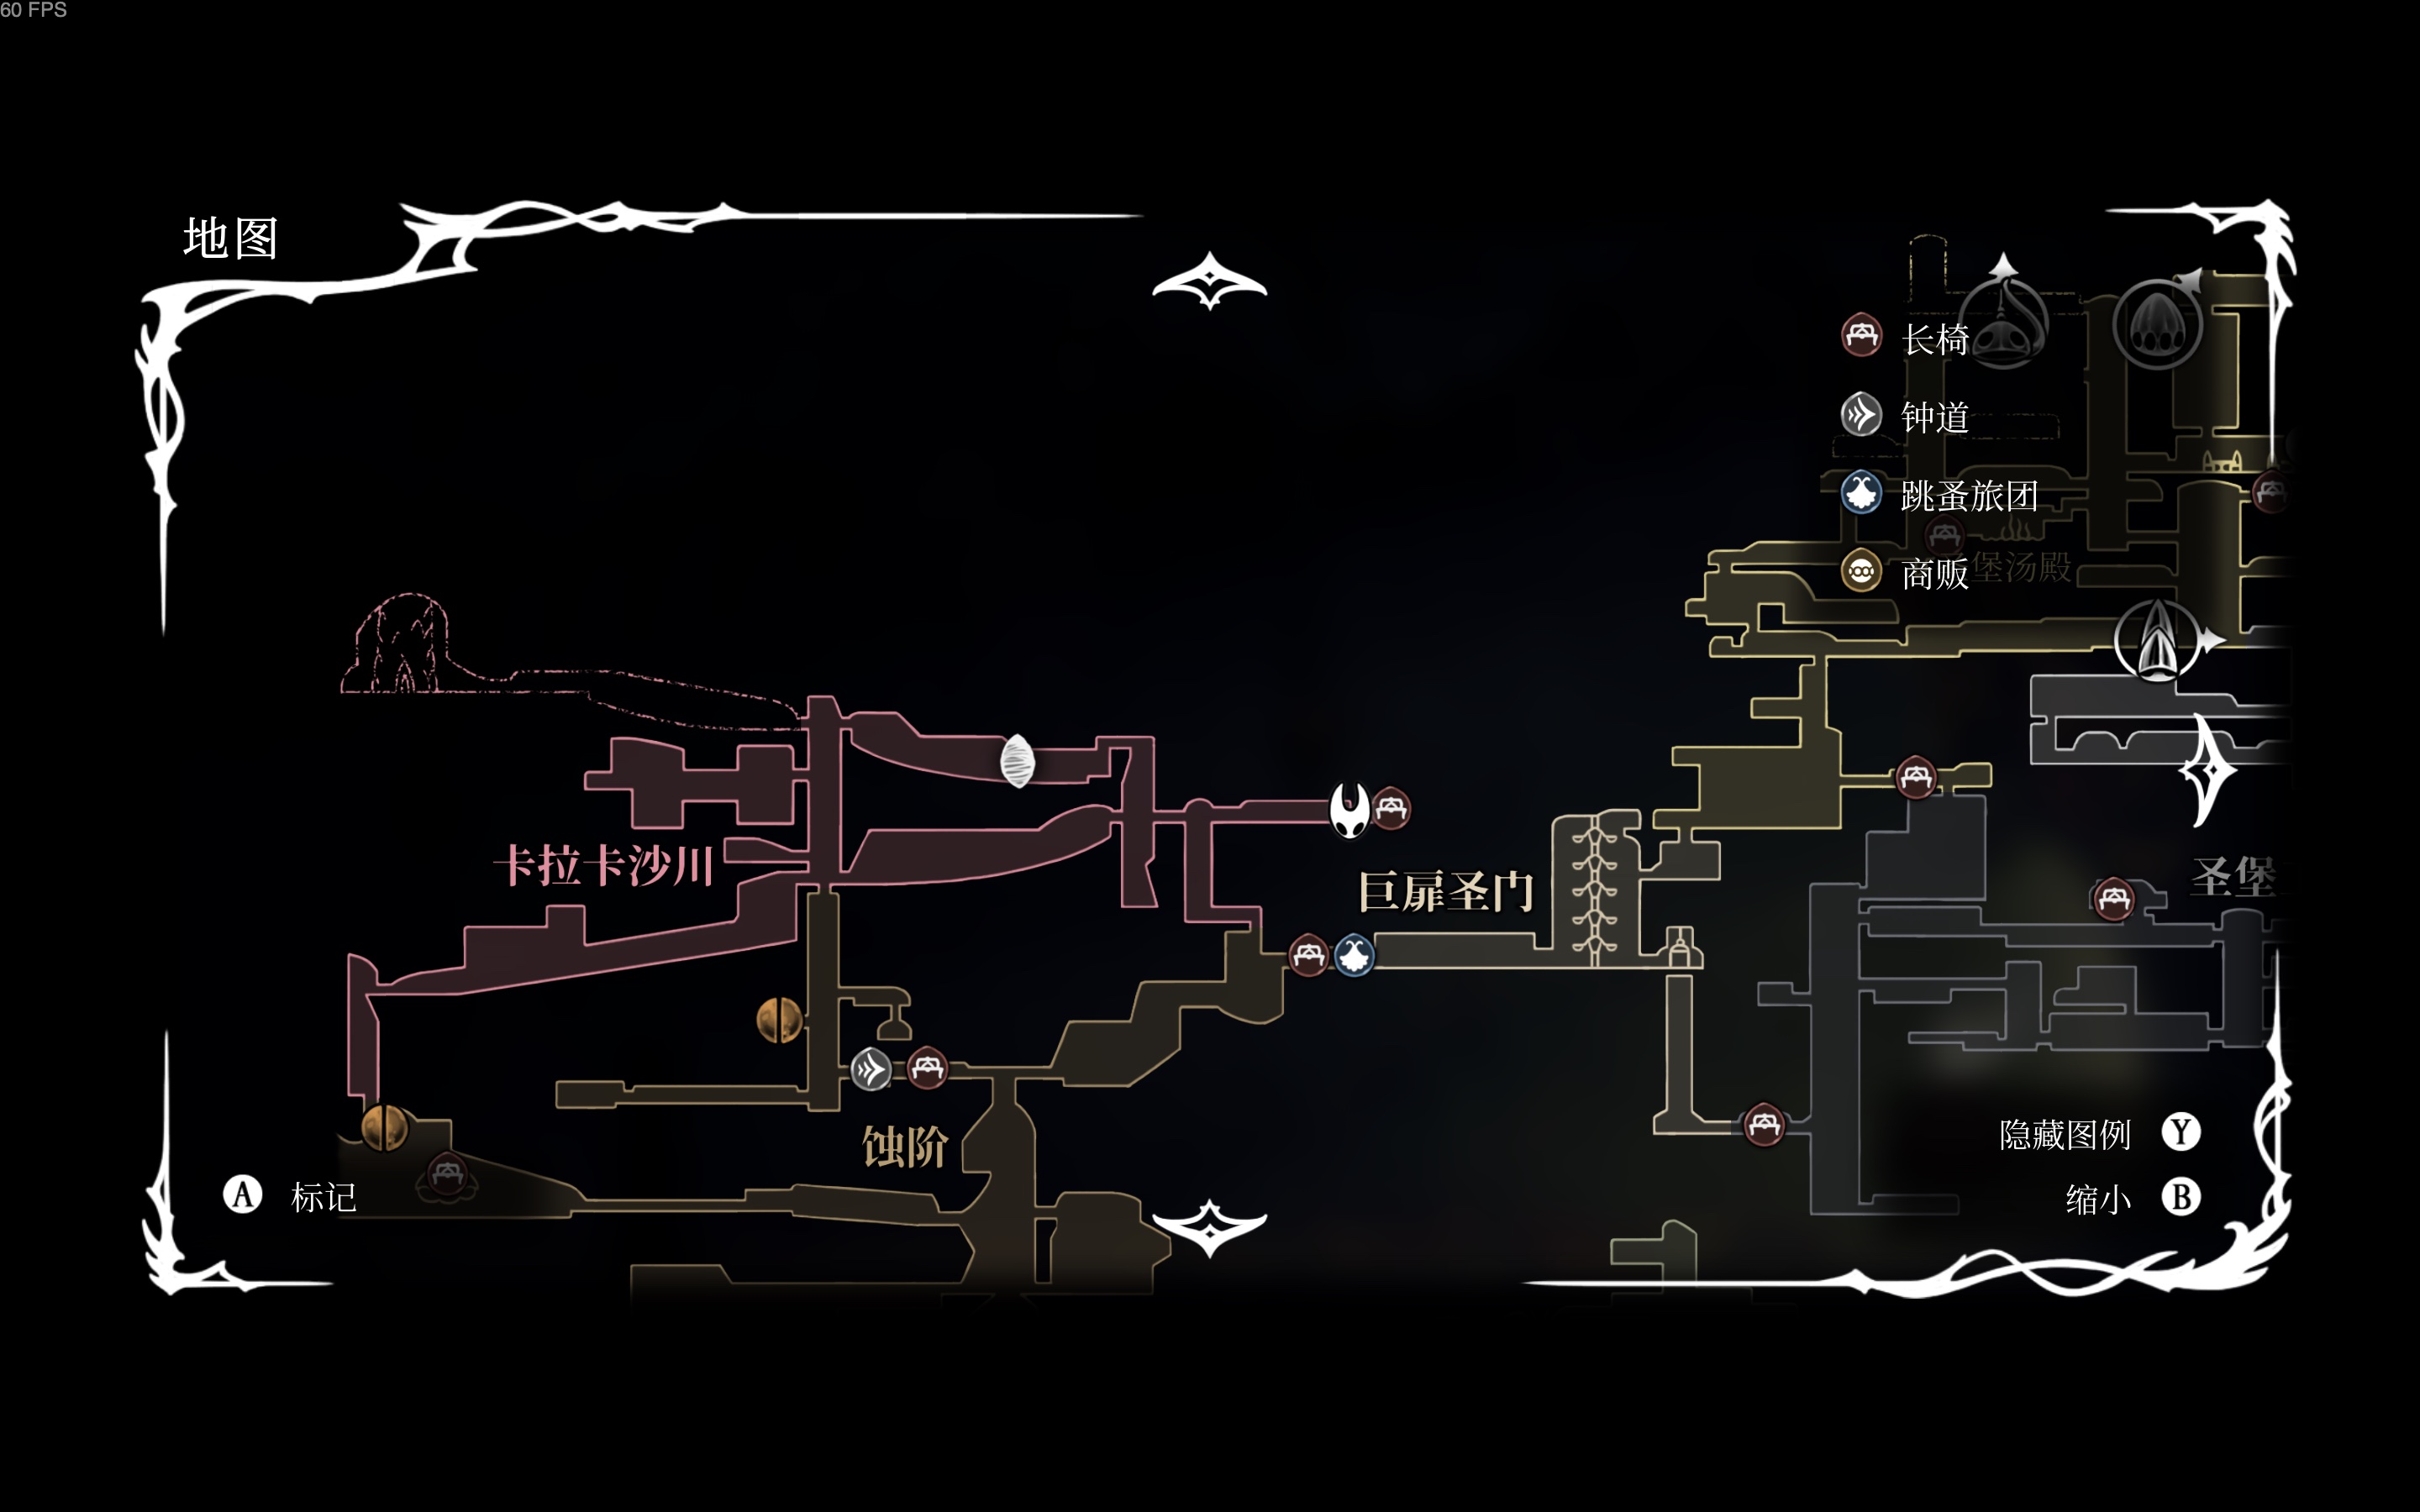 60 FPS
地图
长椅
钟道
跳蚤旅团
商贩
堡汤殿
卡拉卡沙川
巨扉圣门
圣堡
蚀阶
隐藏图例 Y
A 标记
缩小 B